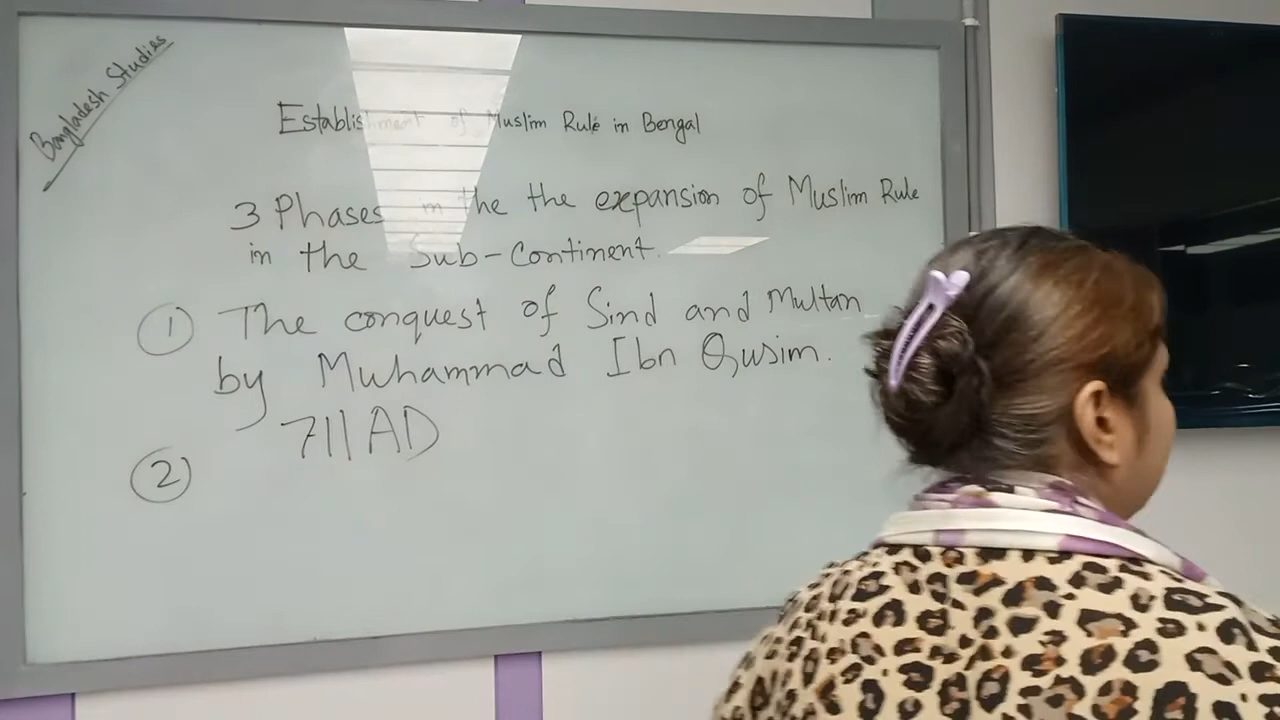 Bangladesh Studies
Establishment of Muslim Rule in Bengal
3 Phases in the the expansion of Muslim Rule
in the Sub-Continent.
① The conquest of Sind and Multan
by Muhammad Ibn Qusim.
711 AD
②